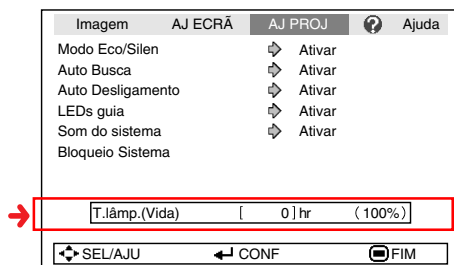 Imagem AJ ECRÃ AJ PROJ ? Ajuda
Modo Eco/Silen Ativar
Auto Busca Ativar
Auto Desligamento Ativar
LEDs guia Ativar
Som do sistema Ativar
Bloqueio Sistema
T.lâmp.(Vida) [ 0] hr (100%)
SEL/AJU CONF FIM